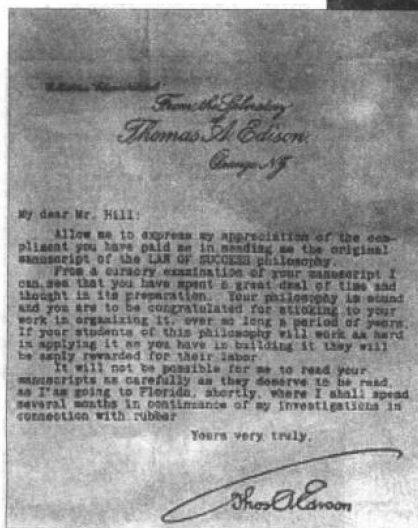 From the Laboratory
of
Thomas A. Edison.
Orange, N.J.
My dear Mr. Hill:
Allow me to express my appreciation of the com-
pliment you have paid me in sending me the original
manuscript of the LAW OF SUCCESS philosophy.
From a cursory examination of your manuscript I
can see that you have spent a great deal of time and
thought in its preparation. Your philosophy is sound
and you are to be congratulated for sticking to your
work in organizing it over so long a period of years.
If your students of this philosophy will work as hard
in applying it as you have in building it they will
be amply rewarded for their labor
It will not be possible for me to read your
manuscripts as carefully as they deserve to be read,
as I'am going to Florida, shortly, where I shall spend
several months in continuance of my investigations in
connection with rubber
Yours very truly,
Thos A Edison